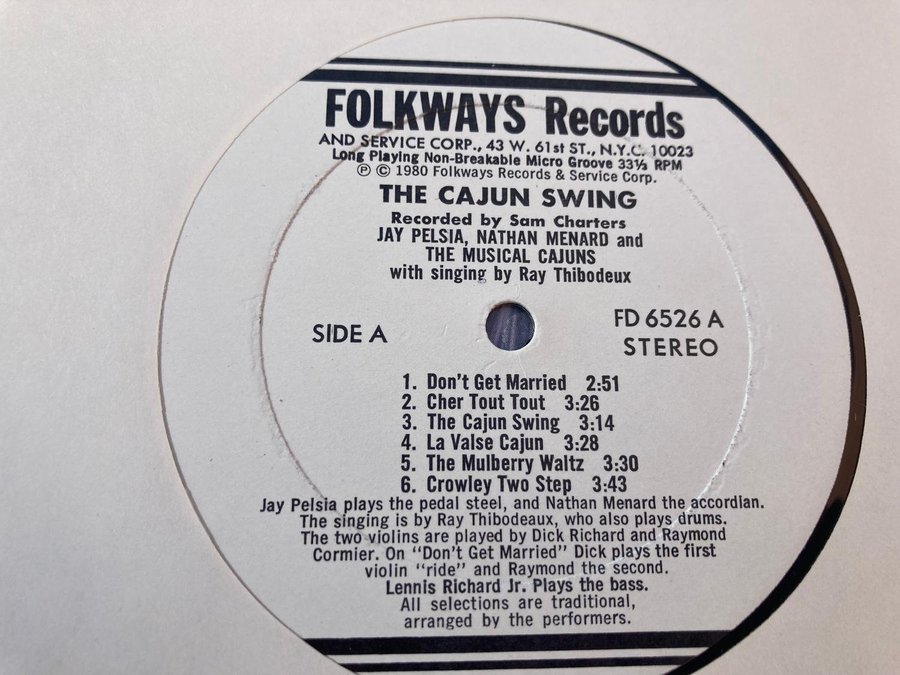 FOLKWAYS Records
AND SERVICE CORP., 43 W. 61st ST., N.Y.C. 10023
Long Playing Non-Breakable Micro Groove 33⅓ RPM
℗ © 1980 Folkways Records & Service Corp.
THE CAJUN SWING
Recorded by Sam Charters
JAY PELSIA, NATHAN MENARD and
THE MUSICAL CAJUNS
with singing by Ray Thibodeux
SIDE A
FD 6526 A
STEREO
1. Don't Get Married 2:51
2. Cher Tout Tout 3:26
3. The Cajun Swing 3:14
4. La Valse Cajun 3:28
5. The Mulberry Waltz 3:30
6. Crowley Two Step 3:43
Jay Pelsia plays the pedal steel, and Nathan Menard the accordian.
The singing is by Ray Thibodeaux, who also plays drums.
The two violins are played by Dick Richard and Raymond
Cormier. On "Don't Get Married" Dick plays the first
violin "ride" and Raymond the second.
Lennis Richard Jr. Plays the bass.
All selections are traditional,
arranged by the performers.